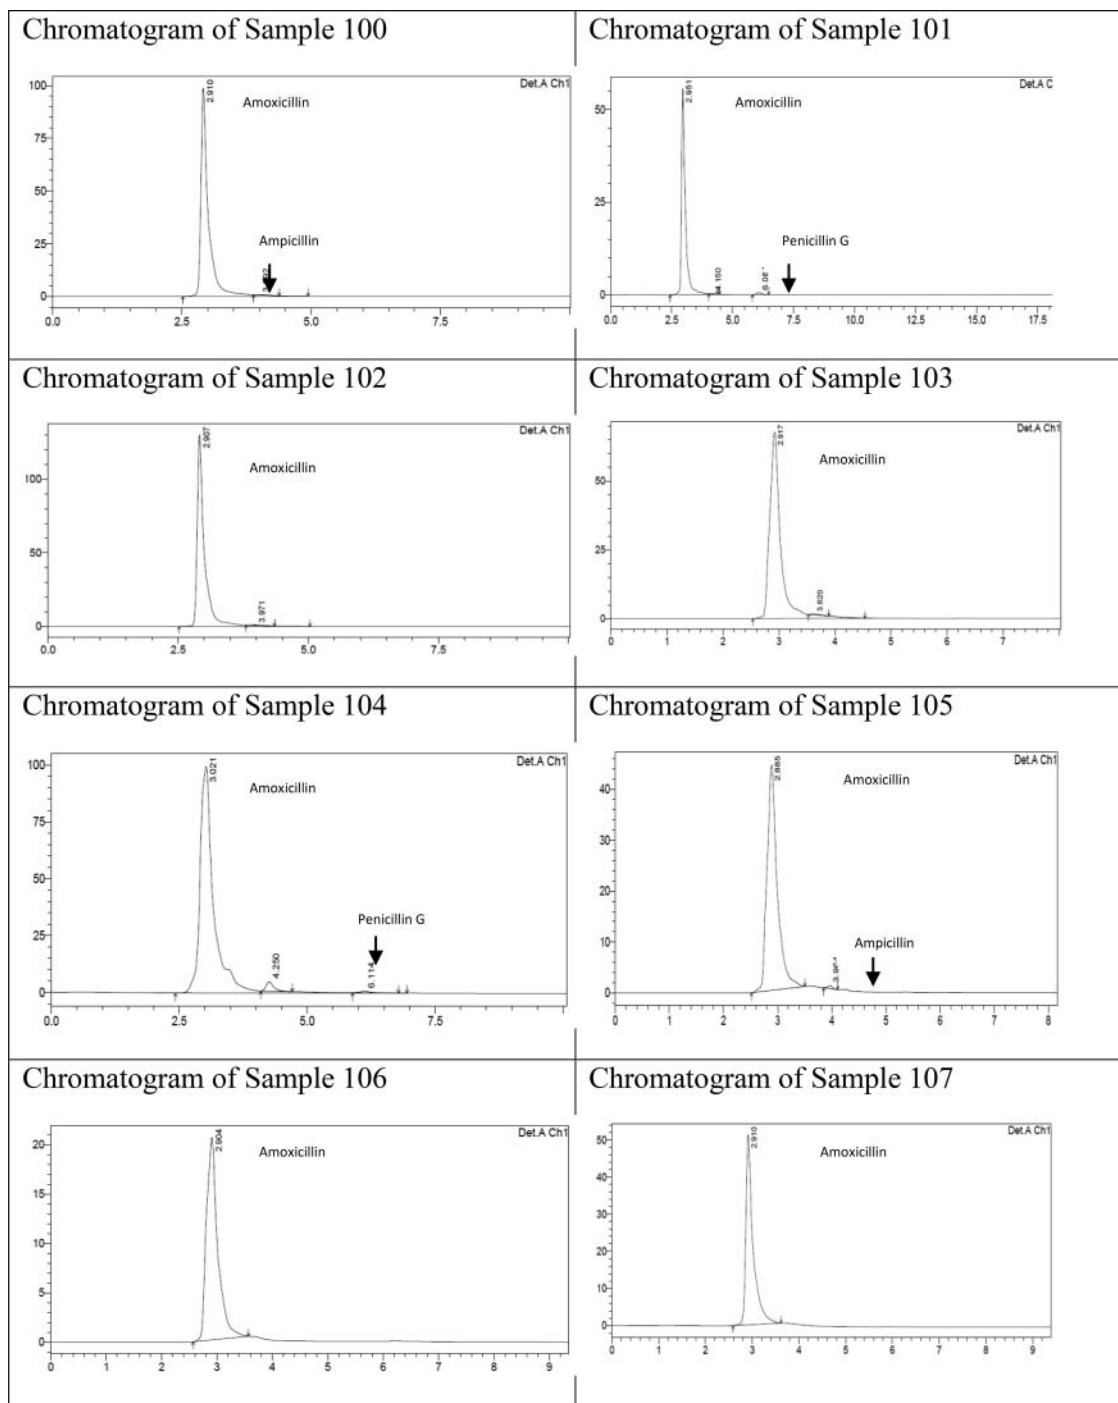 Chromatogram of Sample 100
Det.A Ch1
2.910
Amoxicillin
Ampicillin
100
75
50
25
0
0.0 2.5 5.0 7.5
Chromatogram of Sample 101
Det.A C
2.951
Amoxicillin
Penicillin G
4.150
50
25
0
0.0 2.5 5.0 7.5 10.0 12.5 15.0 17.5
Chromatogram of Sample 102
Det.A Ch1
2.907
Amoxicillin
3.971
100
50
0
0.0 2.5 5.0 7.5
Chromatogram of Sample 103
Det.A Ch1
2.917
Amoxicillin
3.620
50
25
0
0 1 2 3 4 5 6 7
Chromatogram of Sample 104
Det.A Ch1
3.021
Amoxicillin
Penicillin G
4.250
6.114
100
75
50
25
0
0.0 2.5 5.0 7.5
Chromatogram of Sample 105
Det.A Ch1
2.885
Amoxicillin
Ampicillin
40
30
20
10
0
0 1 2 3 4 5 6 7 8
Chromatogram of Sample 106
Det.A Ch1
2.904
Amoxicillin
20
15
10
5
0
0 1 2 3 4 5 6 7 8 9
Chromatogram of Sample 107
Det.A Ch1
2.910
Amoxicillin
50
40
30
20
10
0
0 1 2 3 4 5 6 7 8 9